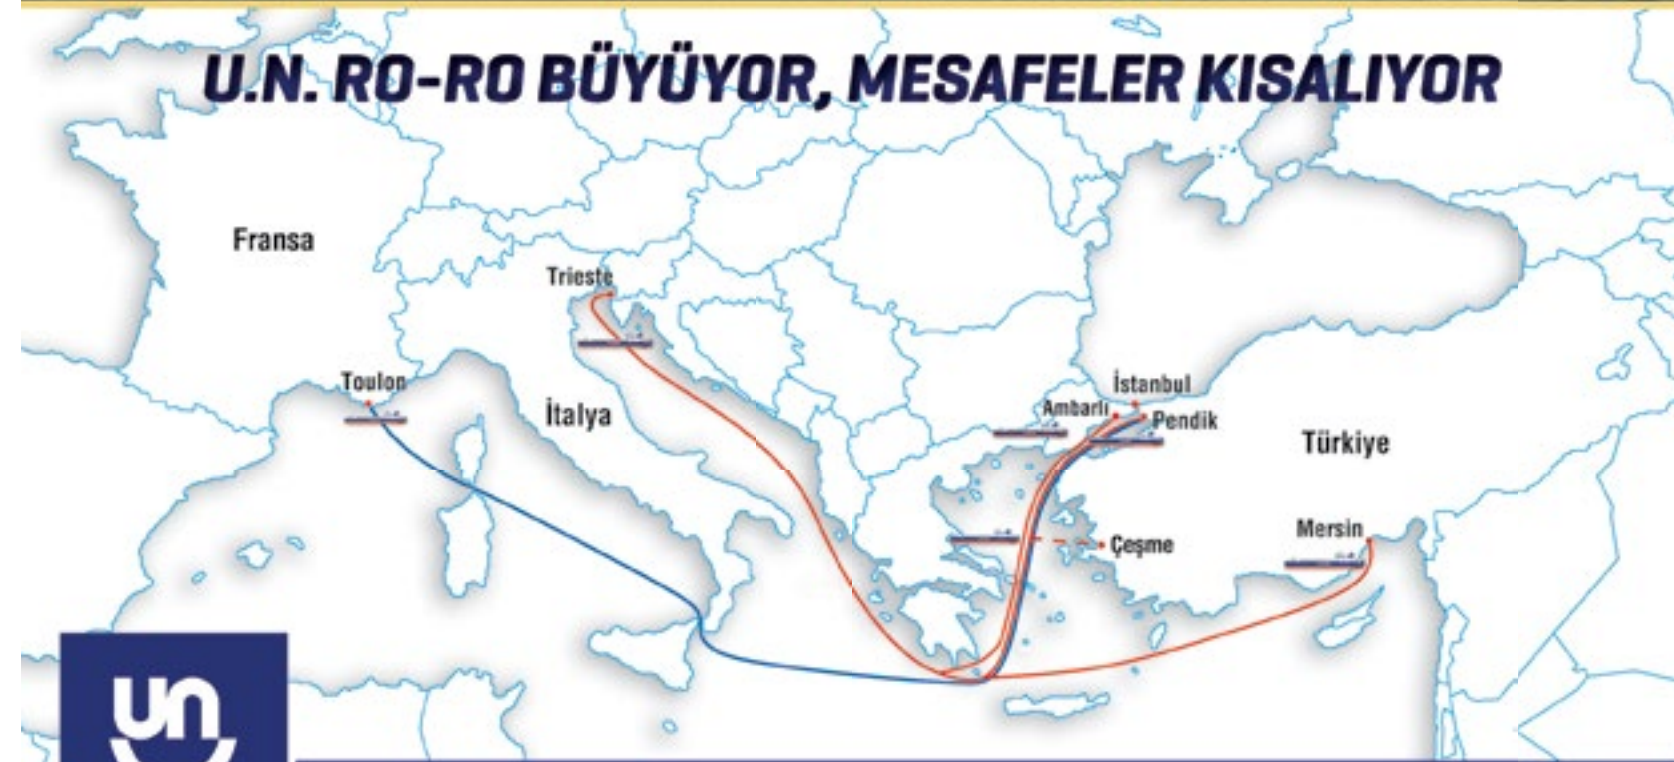 U.N. RO-RO BÜYÜYOR, MESAFELER KISALIYOR
Fransa
Trieste
Toulon
İtalya
İstanbul
Ambarlı
Pendik
Türkiye
Mersin
Çeşme
un